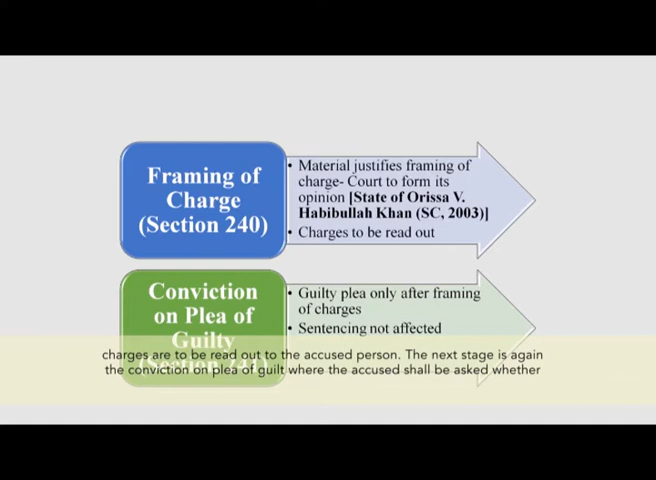 Framing of
Charge
(Section 240)
• Material justifies framing of
charge- Court to form its
opinion [State of Orissa V.
Habibullah Khan (SC, 2003)]
• Charges to be read out
Conviction
on Plea of
Guilty
(Section 241)
• Guilty plea only after framing
of charges
• Sentencing not affected
charges are to be read out to the accused person. The next stage is again
the conviction on plea of guilt where the accused shall be asked whether